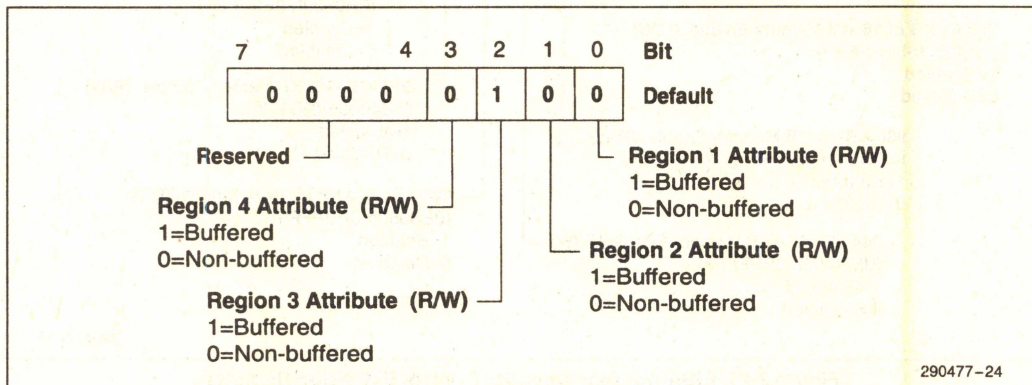 7 4 3 2 1 0 Bit
0 0 0 0 0 1 0 0 Default
Reserved
Region 1 Attribute (R/W)
1=Buffered
0=Non-buffered
Region 4 Attribute (R/W)
1=Buffered
0=Non-buffered
Region 2 Attribute (R/W)
1=Buffered
0=Non-buffered
Region 3 Attribute (R/W)
1=Buffered
0=Non-buffered
290477-24